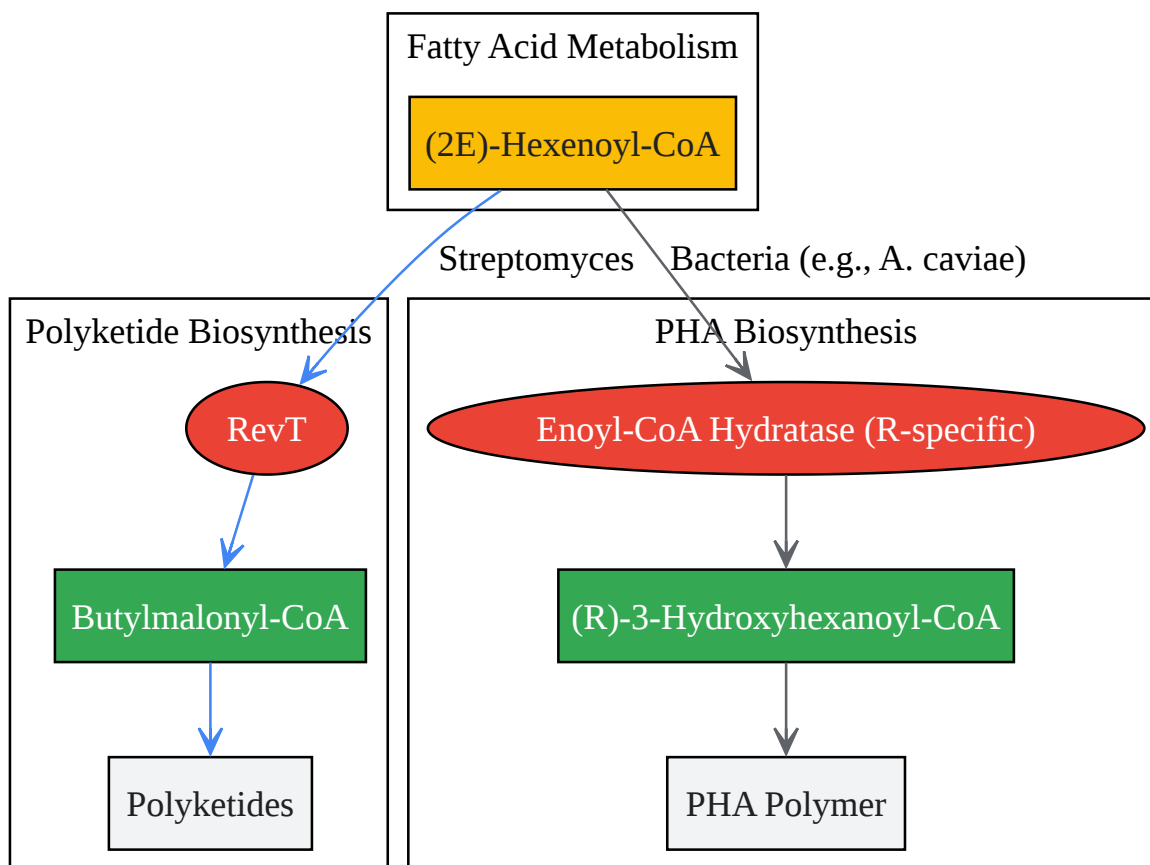 Fatty Acid Metabolism
(2E)-Hexenoyl-CoA
Streptomyces
Bacteria (e.g., A. caviae)
Polyketide Biosynthesis
PHA Biosynthesis
RevT
Enoyl-CoA Hydratase (R-specific)
Butylmalonyl-CoA
(R)-3-Hydroxyhexanoyl-CoA
Polyketides
PHA Polymer